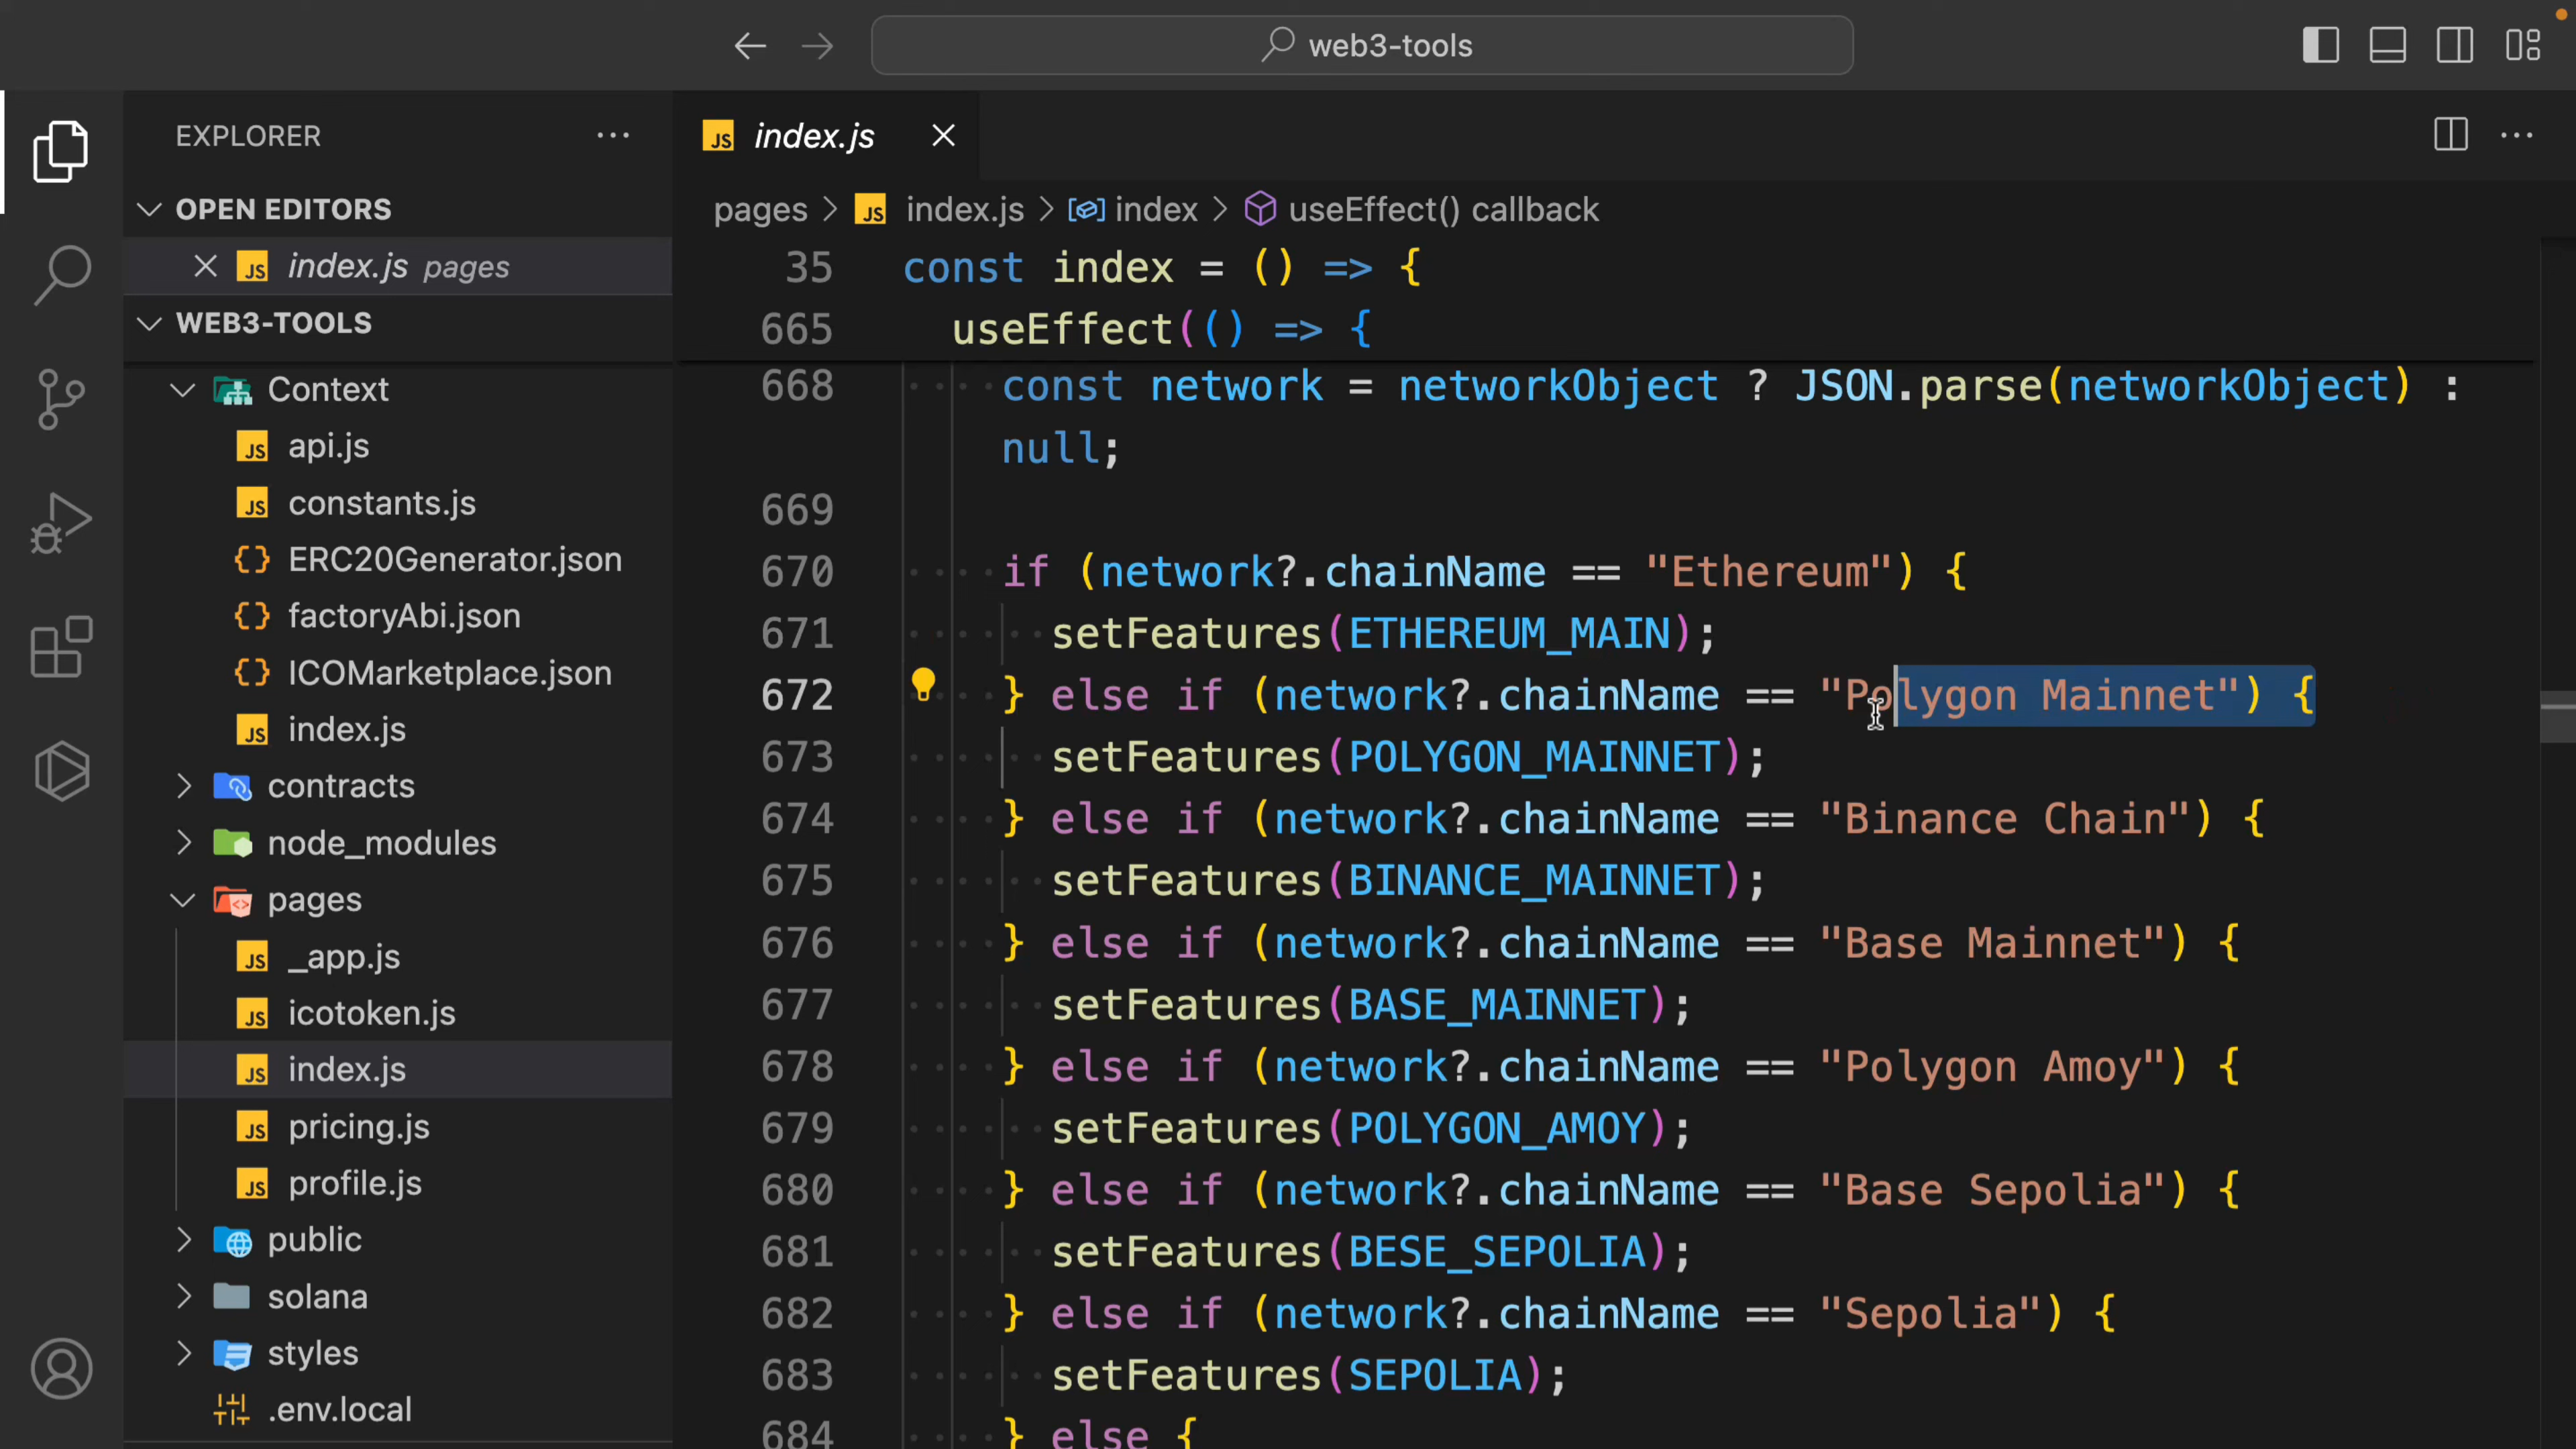 web3-tools
EXPLORER
OPEN EDITORS
index.js pages
WEB3-TOOLS
Context
api.js
constants.js
ERC20Generator.json
factoryAbi.json
ICOMarketplace.json
index.js
contracts
node_modules
pages
_app.js
icotoken.js
index.js
pricing.js
profile.js
public
solana
styles
.env.local
JS index.js
pages > JS index.js > index > useEffect() callback
35 const index = () => {
665 useEffect(() => {
668 const network = networkObject ? JSON.parse(networkObject) :
null;
669
670 if (network?.chainName == "Ethereum") {
671 setFeatures(ETHEREUM_MAIN);
672 } else if (network?.chainName == "Polygon Mainnet") {
673 setFeatures(POLYGON_MAINNET);
674 } else if (network?.chainName == "Binance Chain") {
675 setFeatures(BINANCE_MAINNET);
676 } else if (network?.chainName == "Base Mainnet") {
677 setFeatures(BASE_MAINNET);
678 } else if (network?.chainName == "Polygon Amoy") {
679 setFeatures(POLYGON_AMOY);
680 } else if (network?.chainName == "Base Sepolia") {
681 setFeatures(BESE_SEPOLIA);
682 } else if (network?.chainName == "Sepolia") {
683 setFeatures(SEPOLIA);
684 } else {